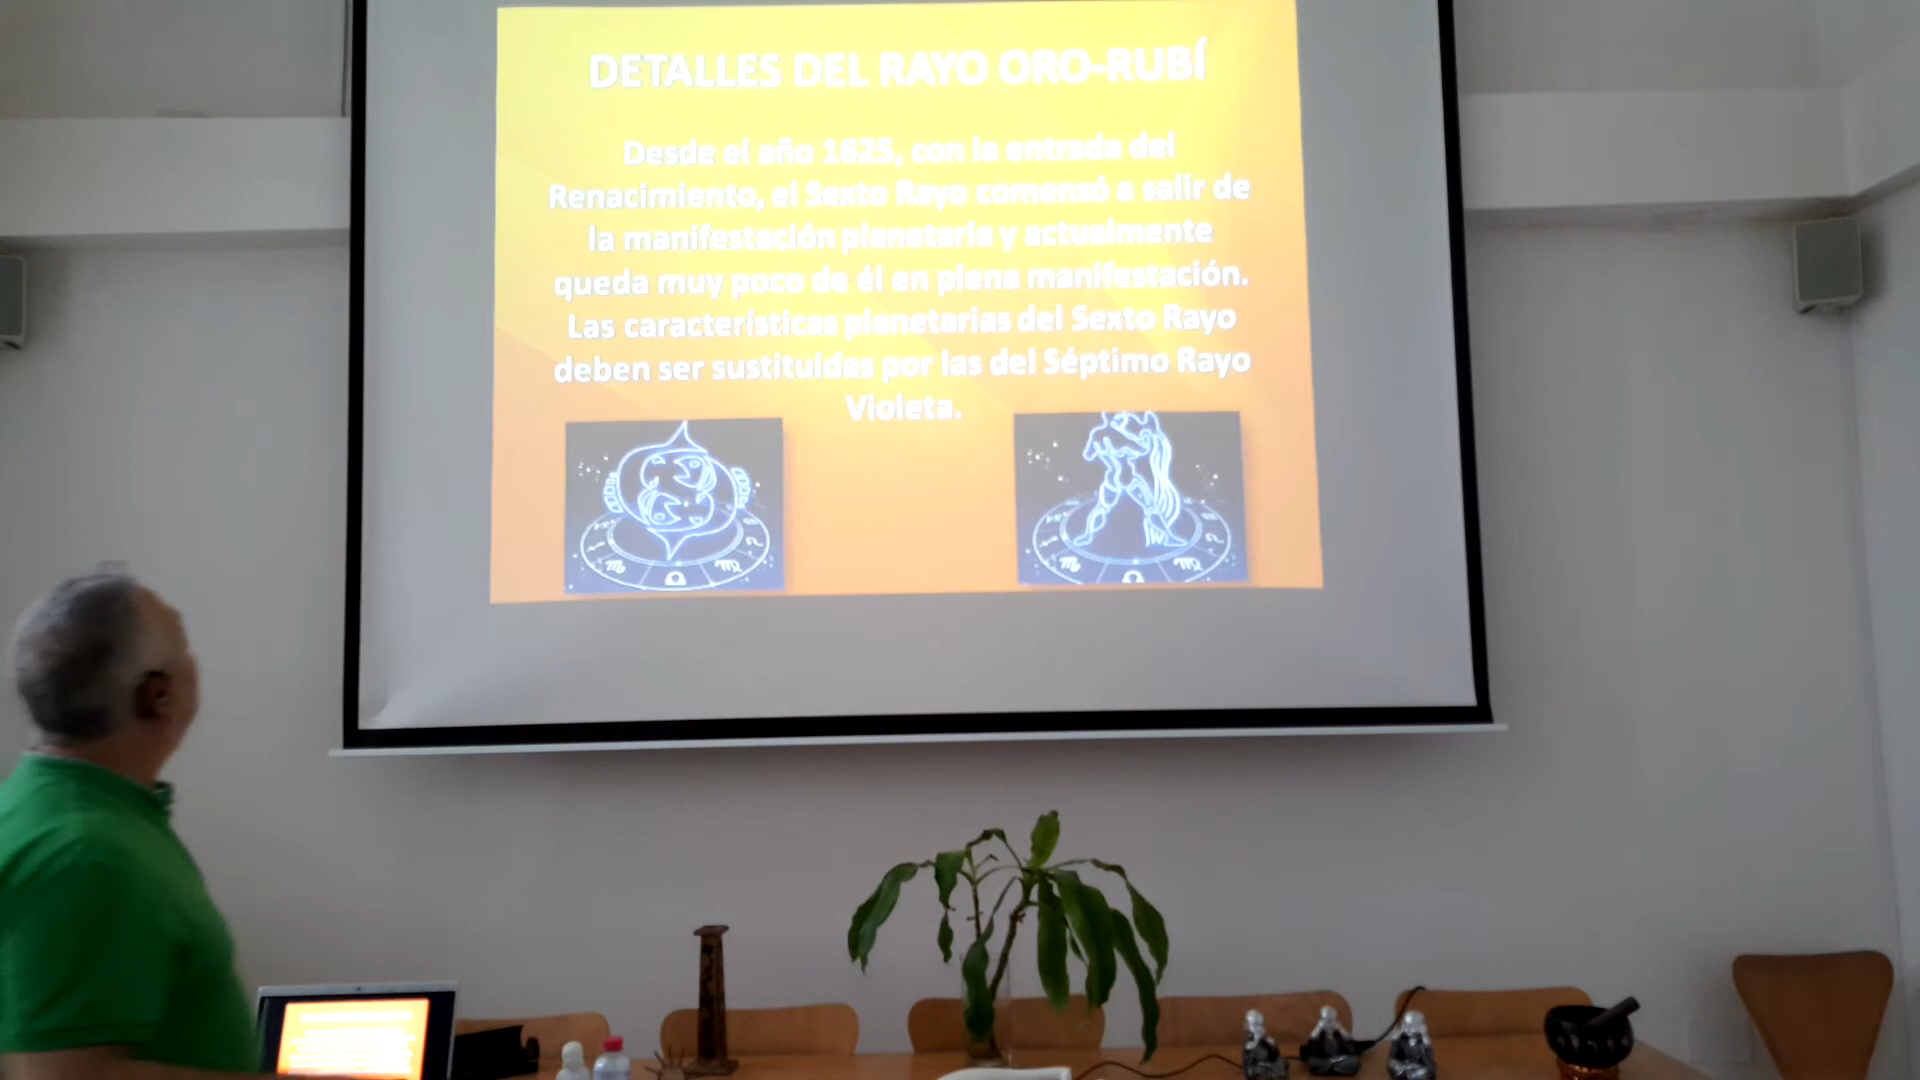 DETALLES DEL RAYO ORO-RUBÍ
Desde el año 1625, con la entrada del
Renacimiento, el Sexto Rayo comenzó a salir de
la manifestación planetaria y actualmente
queda muy poco de él en plena manifestación.
Las características planetarias del Sexto Rayo
deben ser sustituidas por las del Séptimo Rayo
Violeta.